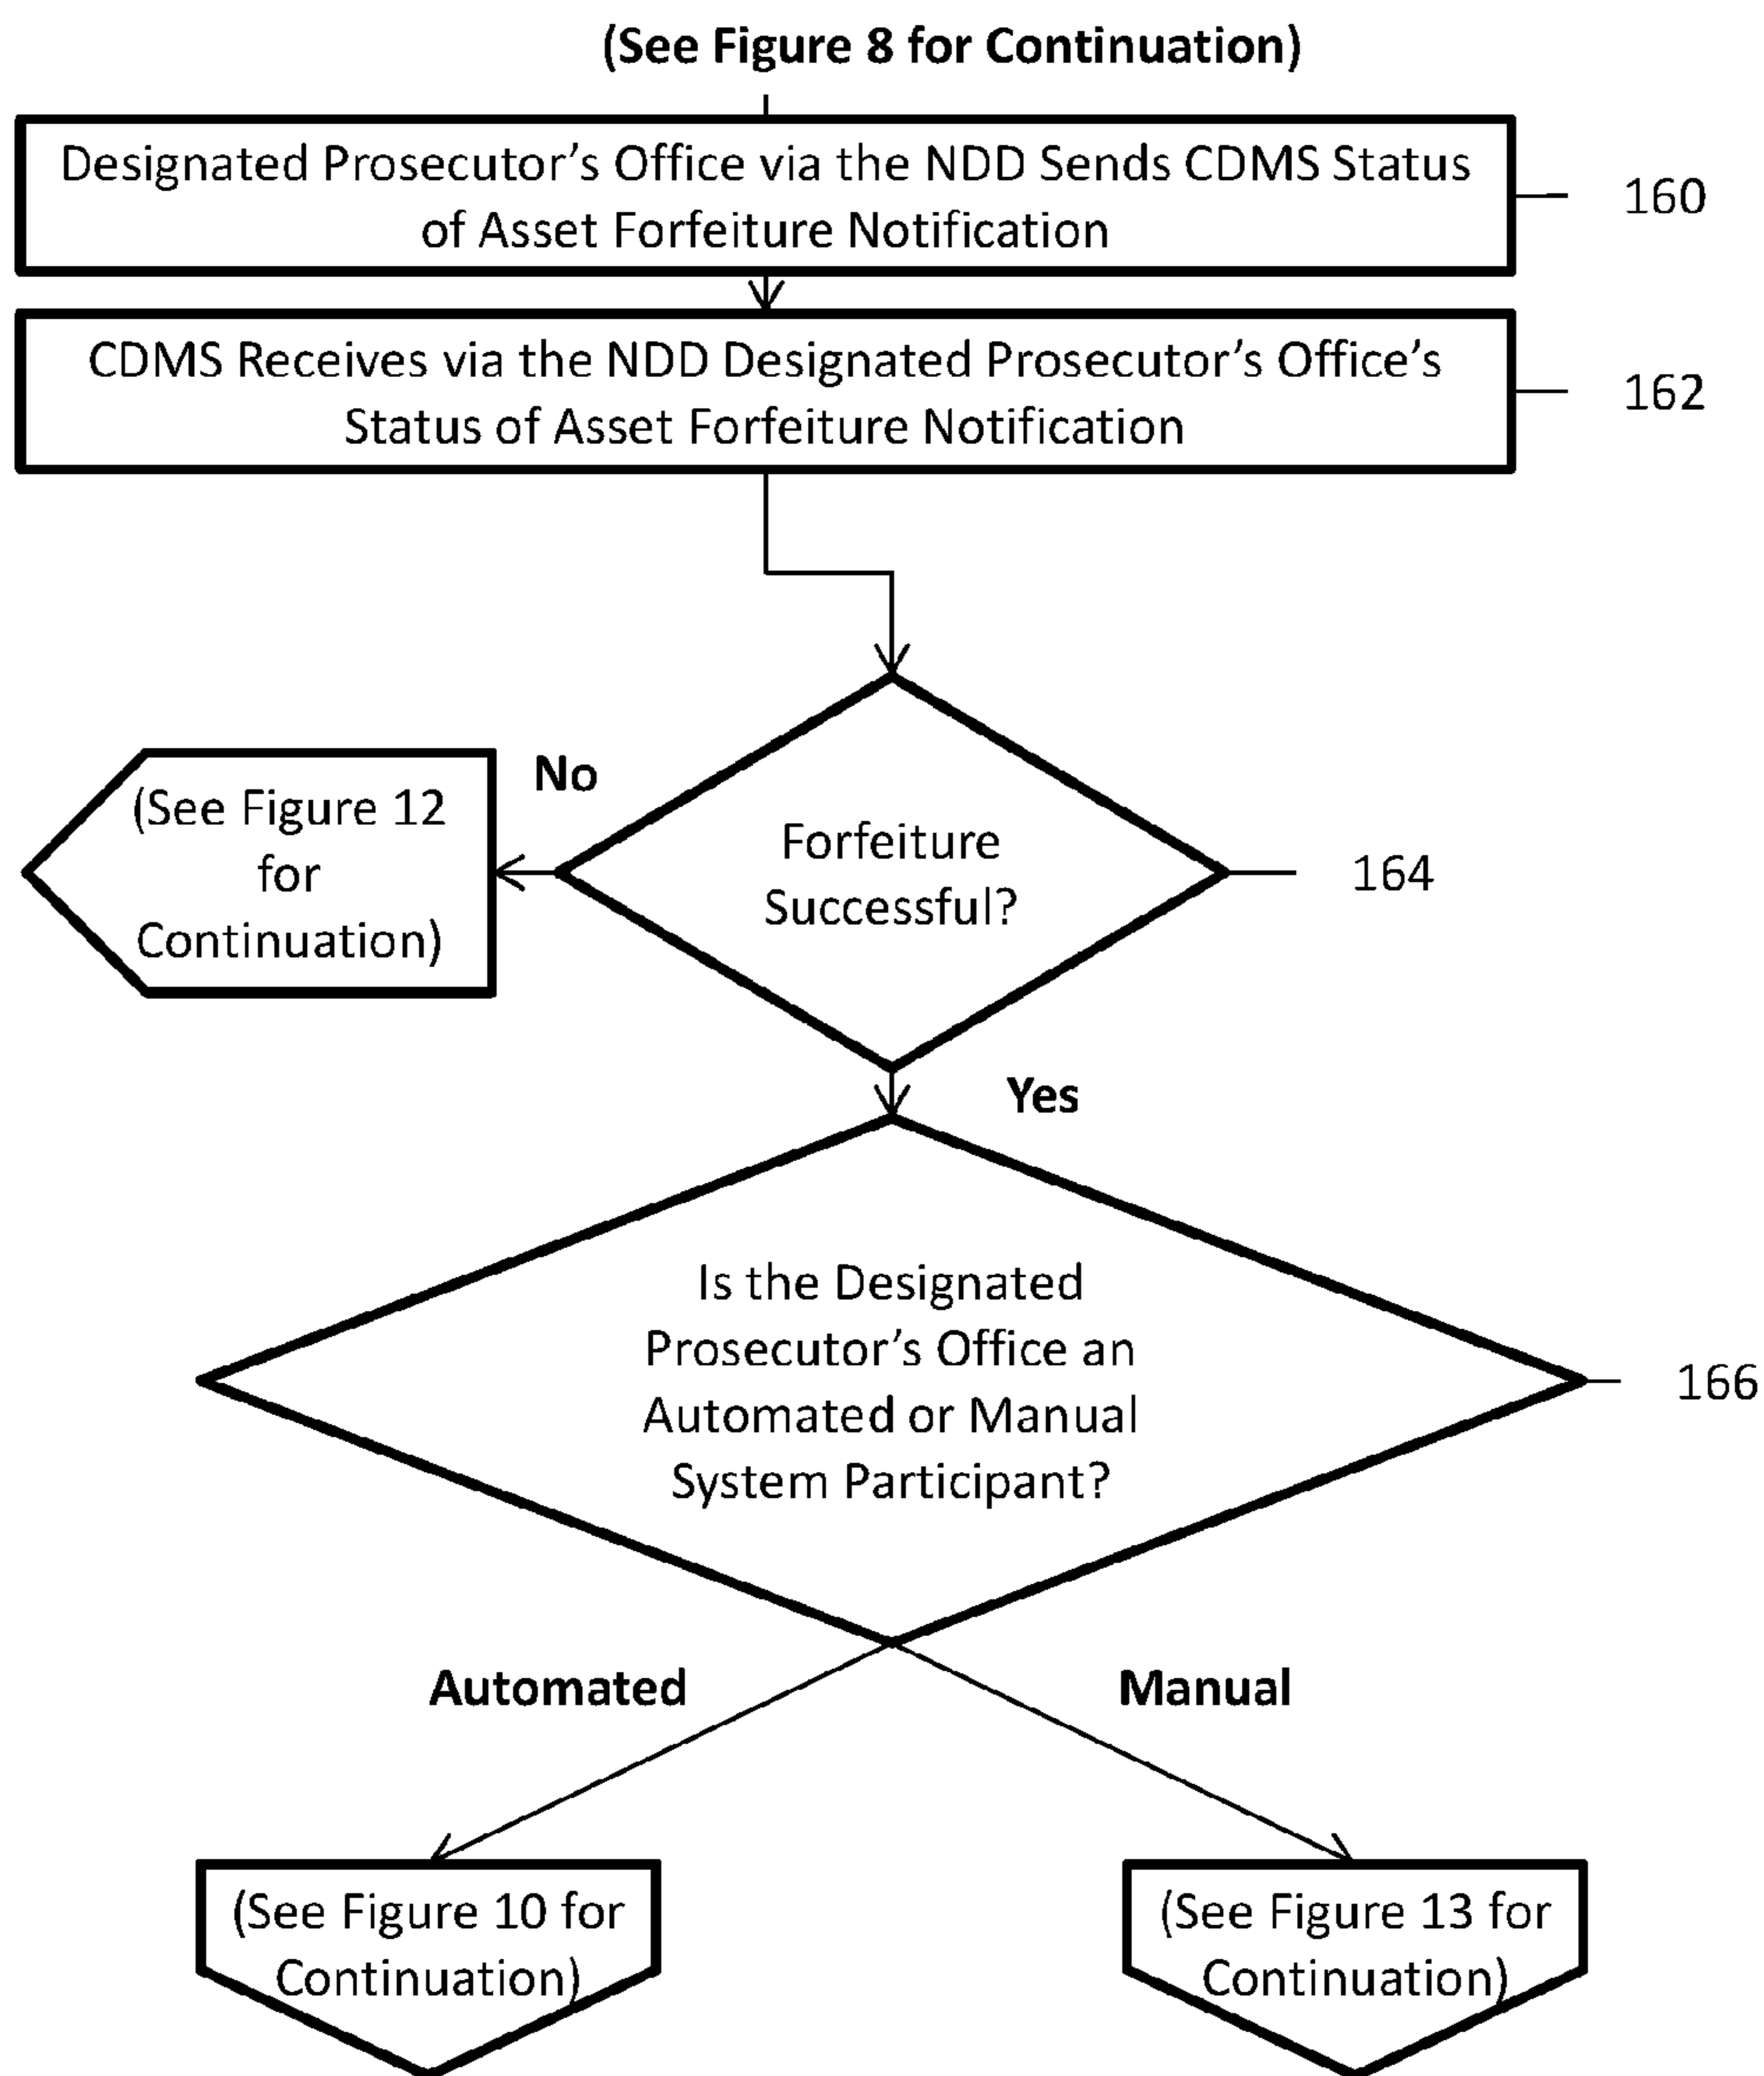 (See Figure 8 for Continuation)
Designated Prosecutor's Office via the NDD Sends CDMS Status
of Asset Forfeiture Notification
160
CDMS Receives via the NDD Designated Prosecutor's Office's
Status of Asset Forfeiture Notification
162
No
(See Figure 12
for
Continuation)
Forfeiture
Successful?
164
Yes
Is the Designated
Prosecutor's Office an
Automated or Manual
System Participant?
166
Automated
Manual
(See Figure 10 for
Continuation)
(See Figure 13 for
Continuation)